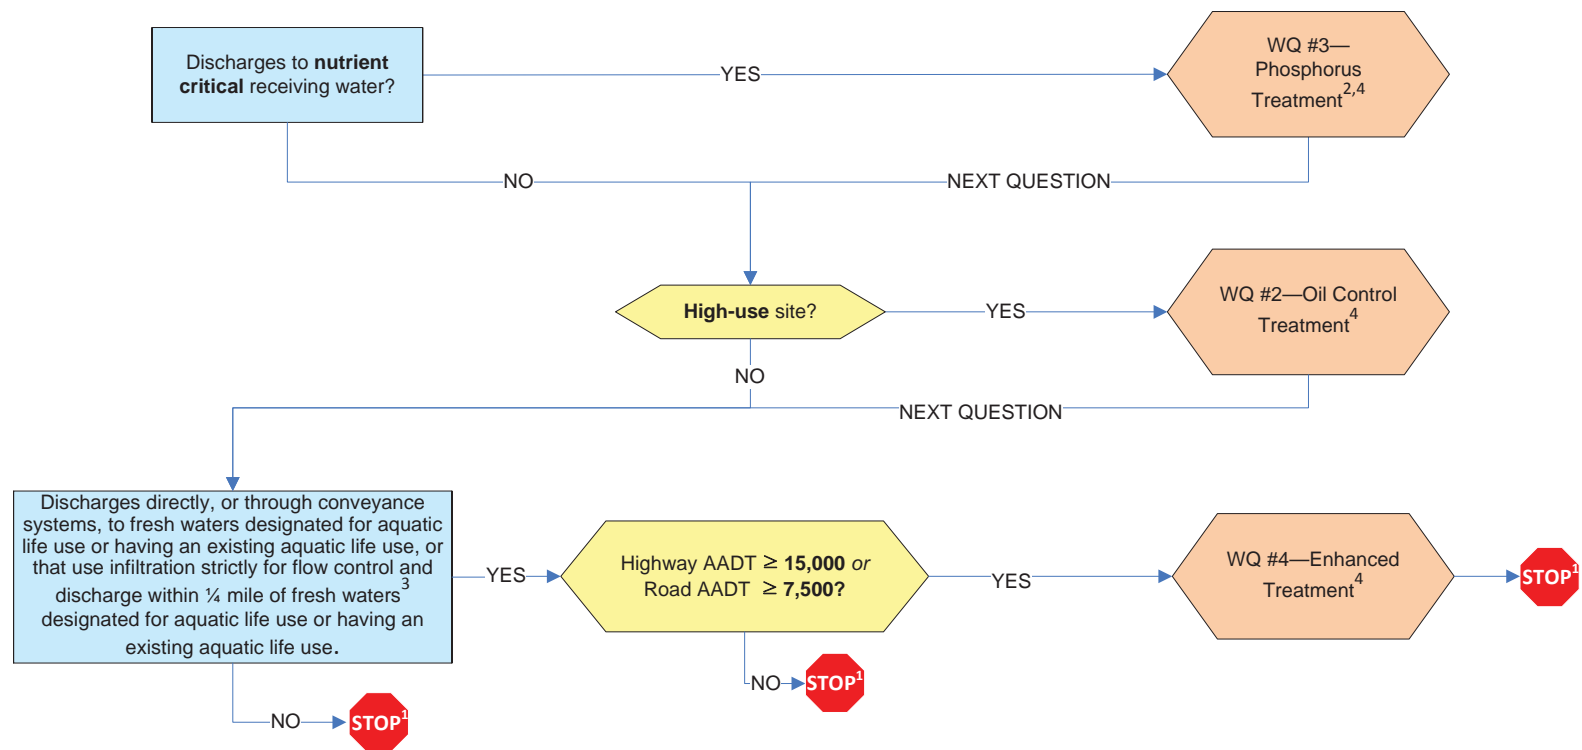 Discharges to nutrient
critical receiving water?
YES
WQ #3—
Phosphorus
Treatment2,4
NO
NEXT QUESTION
High-use site?
YES
WQ #2—Oil Control
Treatment4
NO
NEXT QUESTION
Discharges directly, or through conveyance
systems, to fresh waters designated for aquatic
life use or having an existing aquatic life use, or
that use infiltration strictly for flow control and
discharge within ¼ mile of fresh waters3
designated for aquatic life use or having an
existing aquatic life use.
YES
Highway AADT ≥ 15,000 or
Road AADT ≥ 7,500?
YES
WQ #4—Enhanced
Treatment4
STOP1
NO
STOP1
NO
STOP1